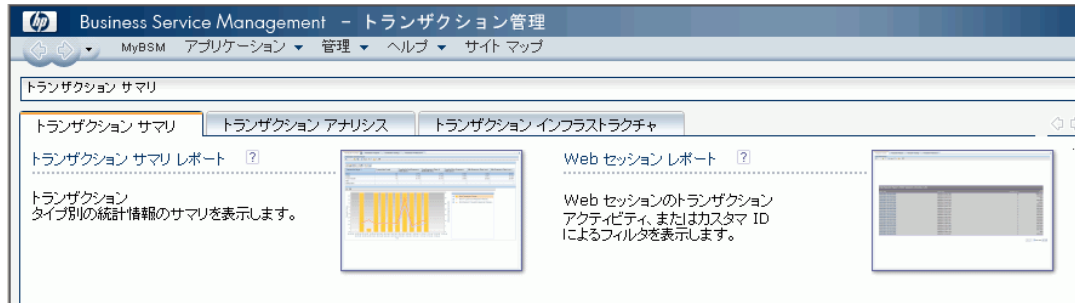 hp Business Service Management – トランザクション管理
MyBSM アプリケーション 管理 ヘルプ サイト マップ
トランザクション サマリ
トランザクション サマリ トランザクション アナリシス トランザクション インフラストラクチャ
トランザクション サマリ レポート ?
トランザクション
タイプ別の統計情報のサマリを表示します。
Web セッション レポート ?
Web セッションのトランザクション
アクティビティ、またはカスタマ ID
によるフィルタを表示します。